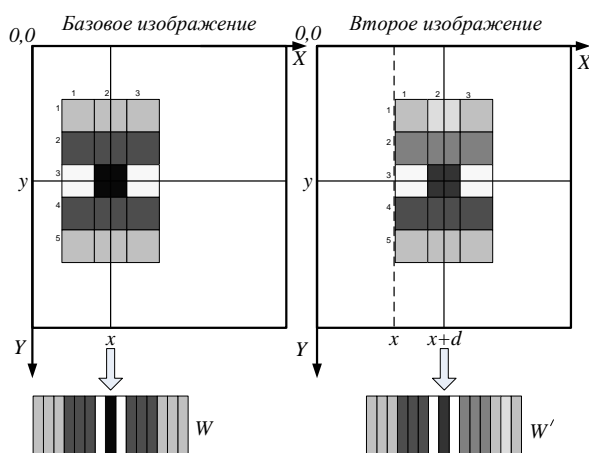 Базовое изображение
Второе изображение
0,0
X
0,0
X
1 2 3
1
2
3
4
5
1 2 3
1
2
3
4
5
y
y
Y
x
Y
x
x+d
W
W′